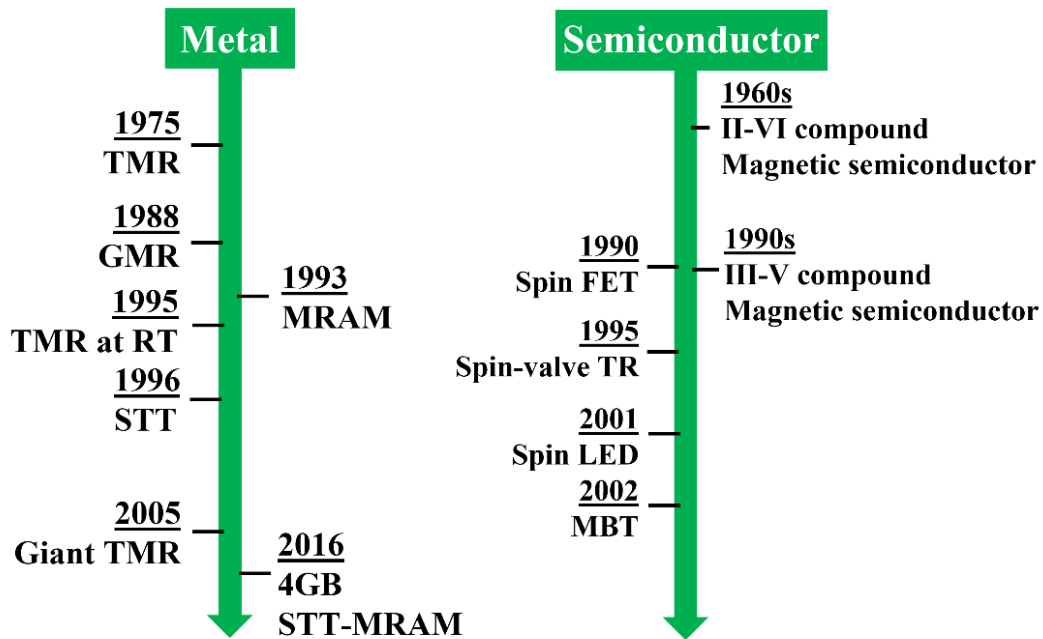 Metal
1975
TMR
1988
GMR
1993
MRAM
1995
TMR at RT
1996
STT
2005
Giant TMR
2016
4GB
STT-MRAM
Semiconductor
1960s
II-VI compound
Magnetic semiconductor
1990
Spin FET
1990s
III-V compound
Magnetic semiconductor
1995
Spin-valve TR
2001
Spin LED
2002
MBT